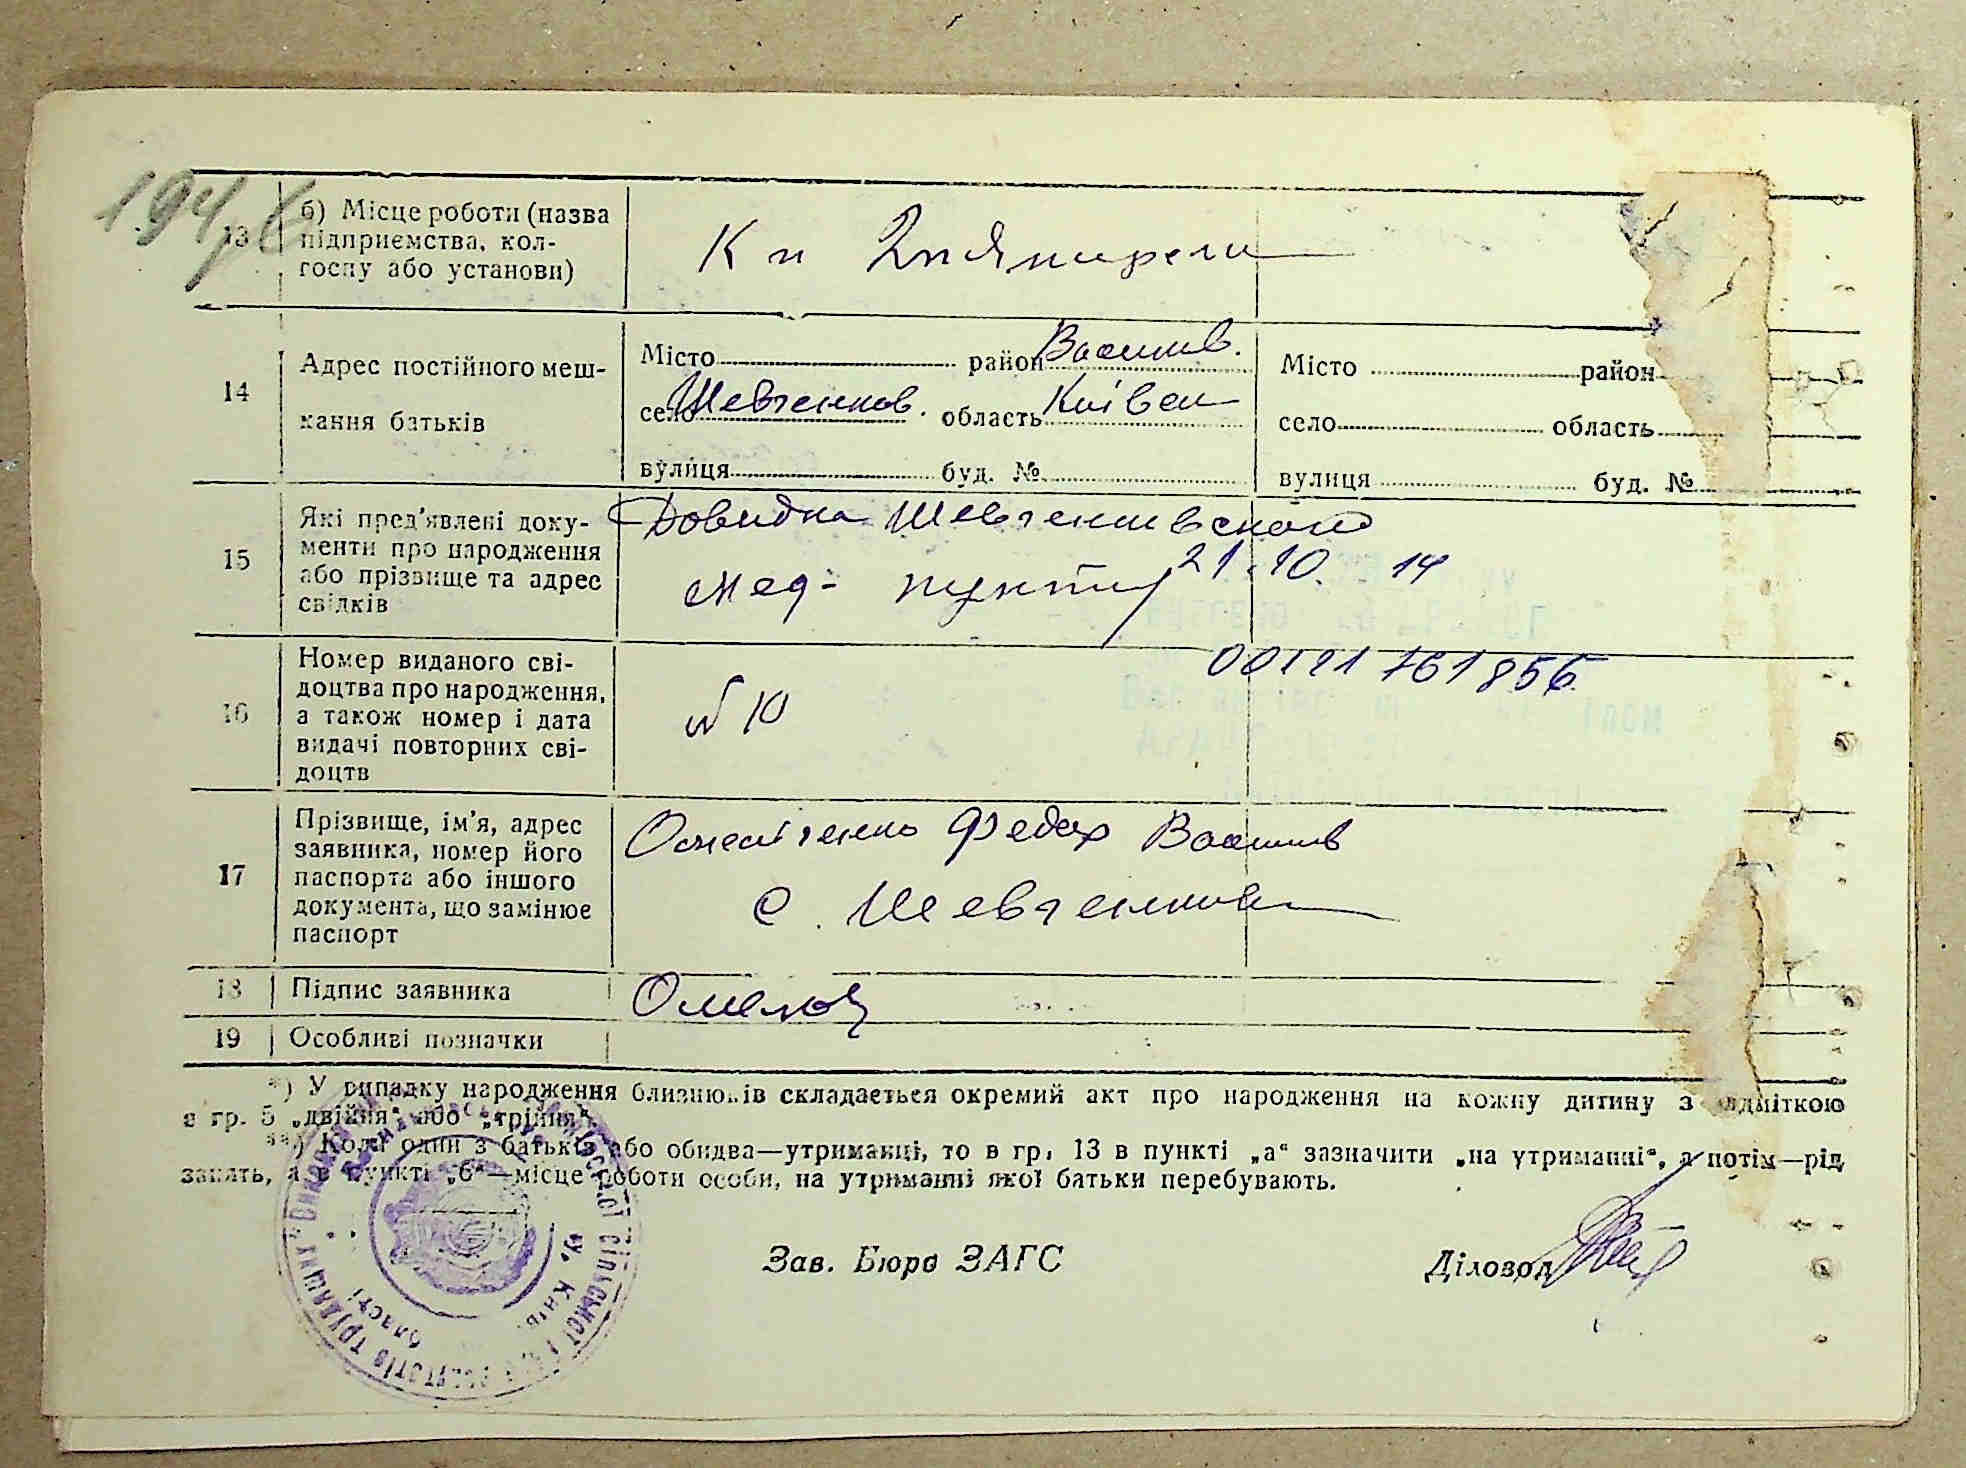 194
13
б) Місце роботи (назва
підприємства, кол-
госпу або установи)
Кп
14
Адрес постійного меш-
кання батьків
Місто район Васильків.
село Шевченков. область Київськ
вулиця буд. №
Місто район
село область
вулиця буд. №
15
Які пред'явлені доку-
менти про народження
або прізвище та адрес
свідків
Довидка Шевченківського
мед-пункту 21.10. 14
16
Номер виданого сві-
доцтва про народження,
а також номер і дата
видачі повторних сві-
доцтв
№ 10
00191761856
17
Прізвище, ім'я, адрес
заявника, номер його
паспорта або іншого
документа, що замінює
паспорт
Федор Васильов
с. Шевченкова
18
Підпис заявника
19
Особливі позначки
*) У випадку народження близнюків складається окремий акт про народження на кожну дитину з відміткою
в гр. 5 „двійня" або „трійня".
**) Коли один з батьків або обидва—утриманці, то в гр. 13 в пункті „а" зазначити „на утриманні", а потім—рід
занять, а в пункті „б"—місце роботи особи, на утриманні якої батьки перебувають.
Зав. Бюро ЗАГС
Діловод